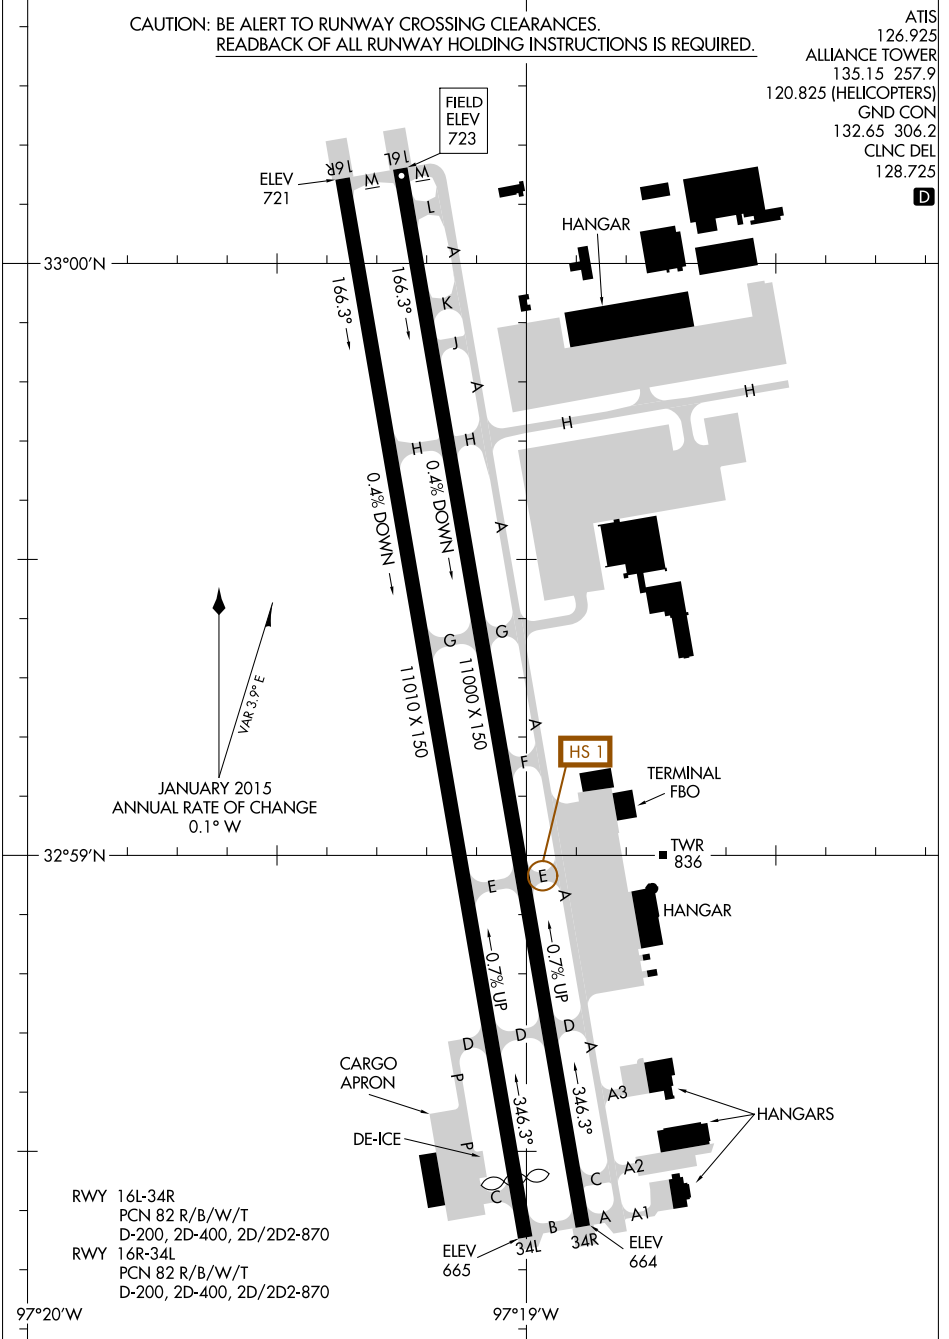 CAUTION: BE ALERT TO RUNWAY CROSSING CLEARANCES.
READBACK OF ALL RUNWAY HOLDING INSTRUCTIONS IS REQUIRED.
ATIS
126.925
ALLIANCE TOWER
135.15 257.9
120.825 (HELICOPTERS)
GND CON
132.65 306.2
CLNC DEL
128.725
D
FIELD
ELEV
723
16R
16L
ELEV
721
M
M
L
A
HANGAR
33°00'N
166.3°
166.3°
K
J
A
H
H
H
H
0.4% DOWN
0.4% DOWN
A
G
G
VAR 3.9° E
JANUARY 2015
ANNUAL RATE OF CHANGE
0.1° W
11010 X 150
11000 X 150
A
F
HS 1
TERMINAL
FBO
32°59'N
TWR
836
E
E
A
HANGAR
0.7% UP
0.7% UP
D
D
D
A
P
CARGO
APRON
346.3°
346.3°
A3
HANGARS
DE-ICE
P
C
C
A2
B
A
A1
34L
34R
ELEV
665
ELEV
664
RWY 16L-34R
PCN 82 R/B/W/T
D-200, 2D-400, 2D/2D2-870
RWY 16R-34L
PCN 82 R/B/W/T
D-200, 2D-400, 2D/2D2-870
97°20'W
97°19'W